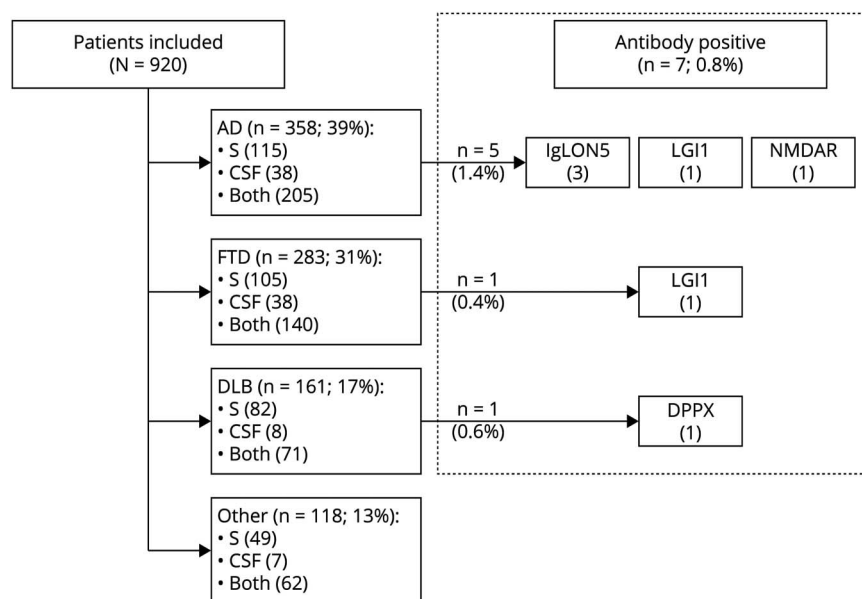 Patients included
(N = 920)
Antibody positive
(n = 7; 0.8%)
AD (n = 358; 39%):
• S (115)
• CSF (38)
• Both (205)
n = 5
(1.4%)
IgLON5
(3)
LGI1
(1)
NMDAR
(1)
FTD (n = 283; 31%):
• S (105)
• CSF (38)
• Both (140)
n = 1
(0.4%)
LGI1
(1)
DLB (n = 161; 17%):
• S (82)
• CSF (8)
• Both (71)
n = 1
(0.6%)
DPPX
(1)
Other (n = 118; 13%):
• S (49)
• CSF (7)
• Both (62)